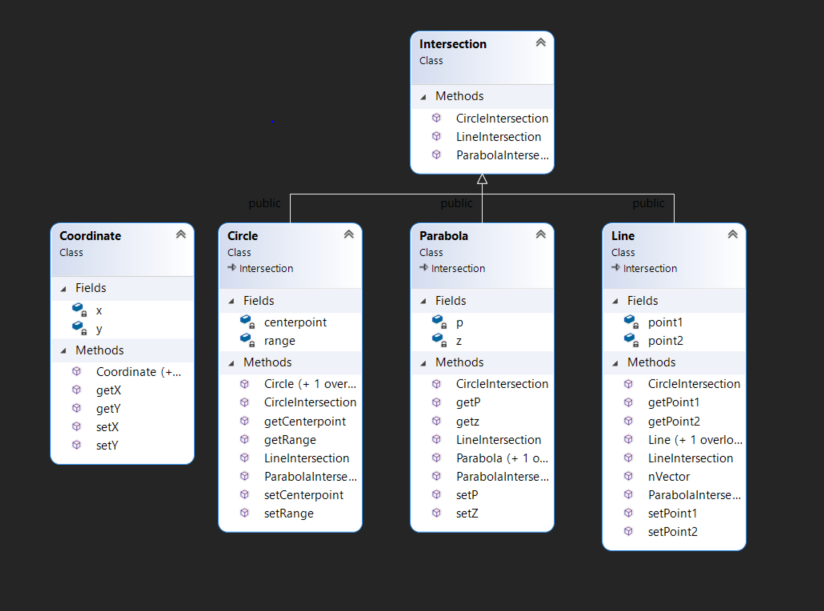 Intersection
Class
Methods
CircleIntersection
LineIntersection
ParabolaInterse...
public
public
public
Coordinate
Class
Fields
x
y
Methods
Coordinate (+...
getX
getY
setX
setY
Circle
Class
Intersection
Fields
centerpoint
range
Methods
Circle (+ 1 over...
CircleIntersection
getCenterpoint
getRange
LineIntersection
ParabolaInterse...
setCenterpoint
setRange
Parabola
Class
Intersection
Fields
p
z
Methods
CircleIntersection
getP
getz
LineIntersection
Parabola (+ 1 o...
ParabolaInterse...
setP
setZ
Line
Class
Intersection
Fields
point1
point2
Methods
CircleIntersection
getPoint1
getPoint2
Line (+ 1 overlo...
LineIntersection
nVector
ParabolaInterse...
setPoint1
setPoint2